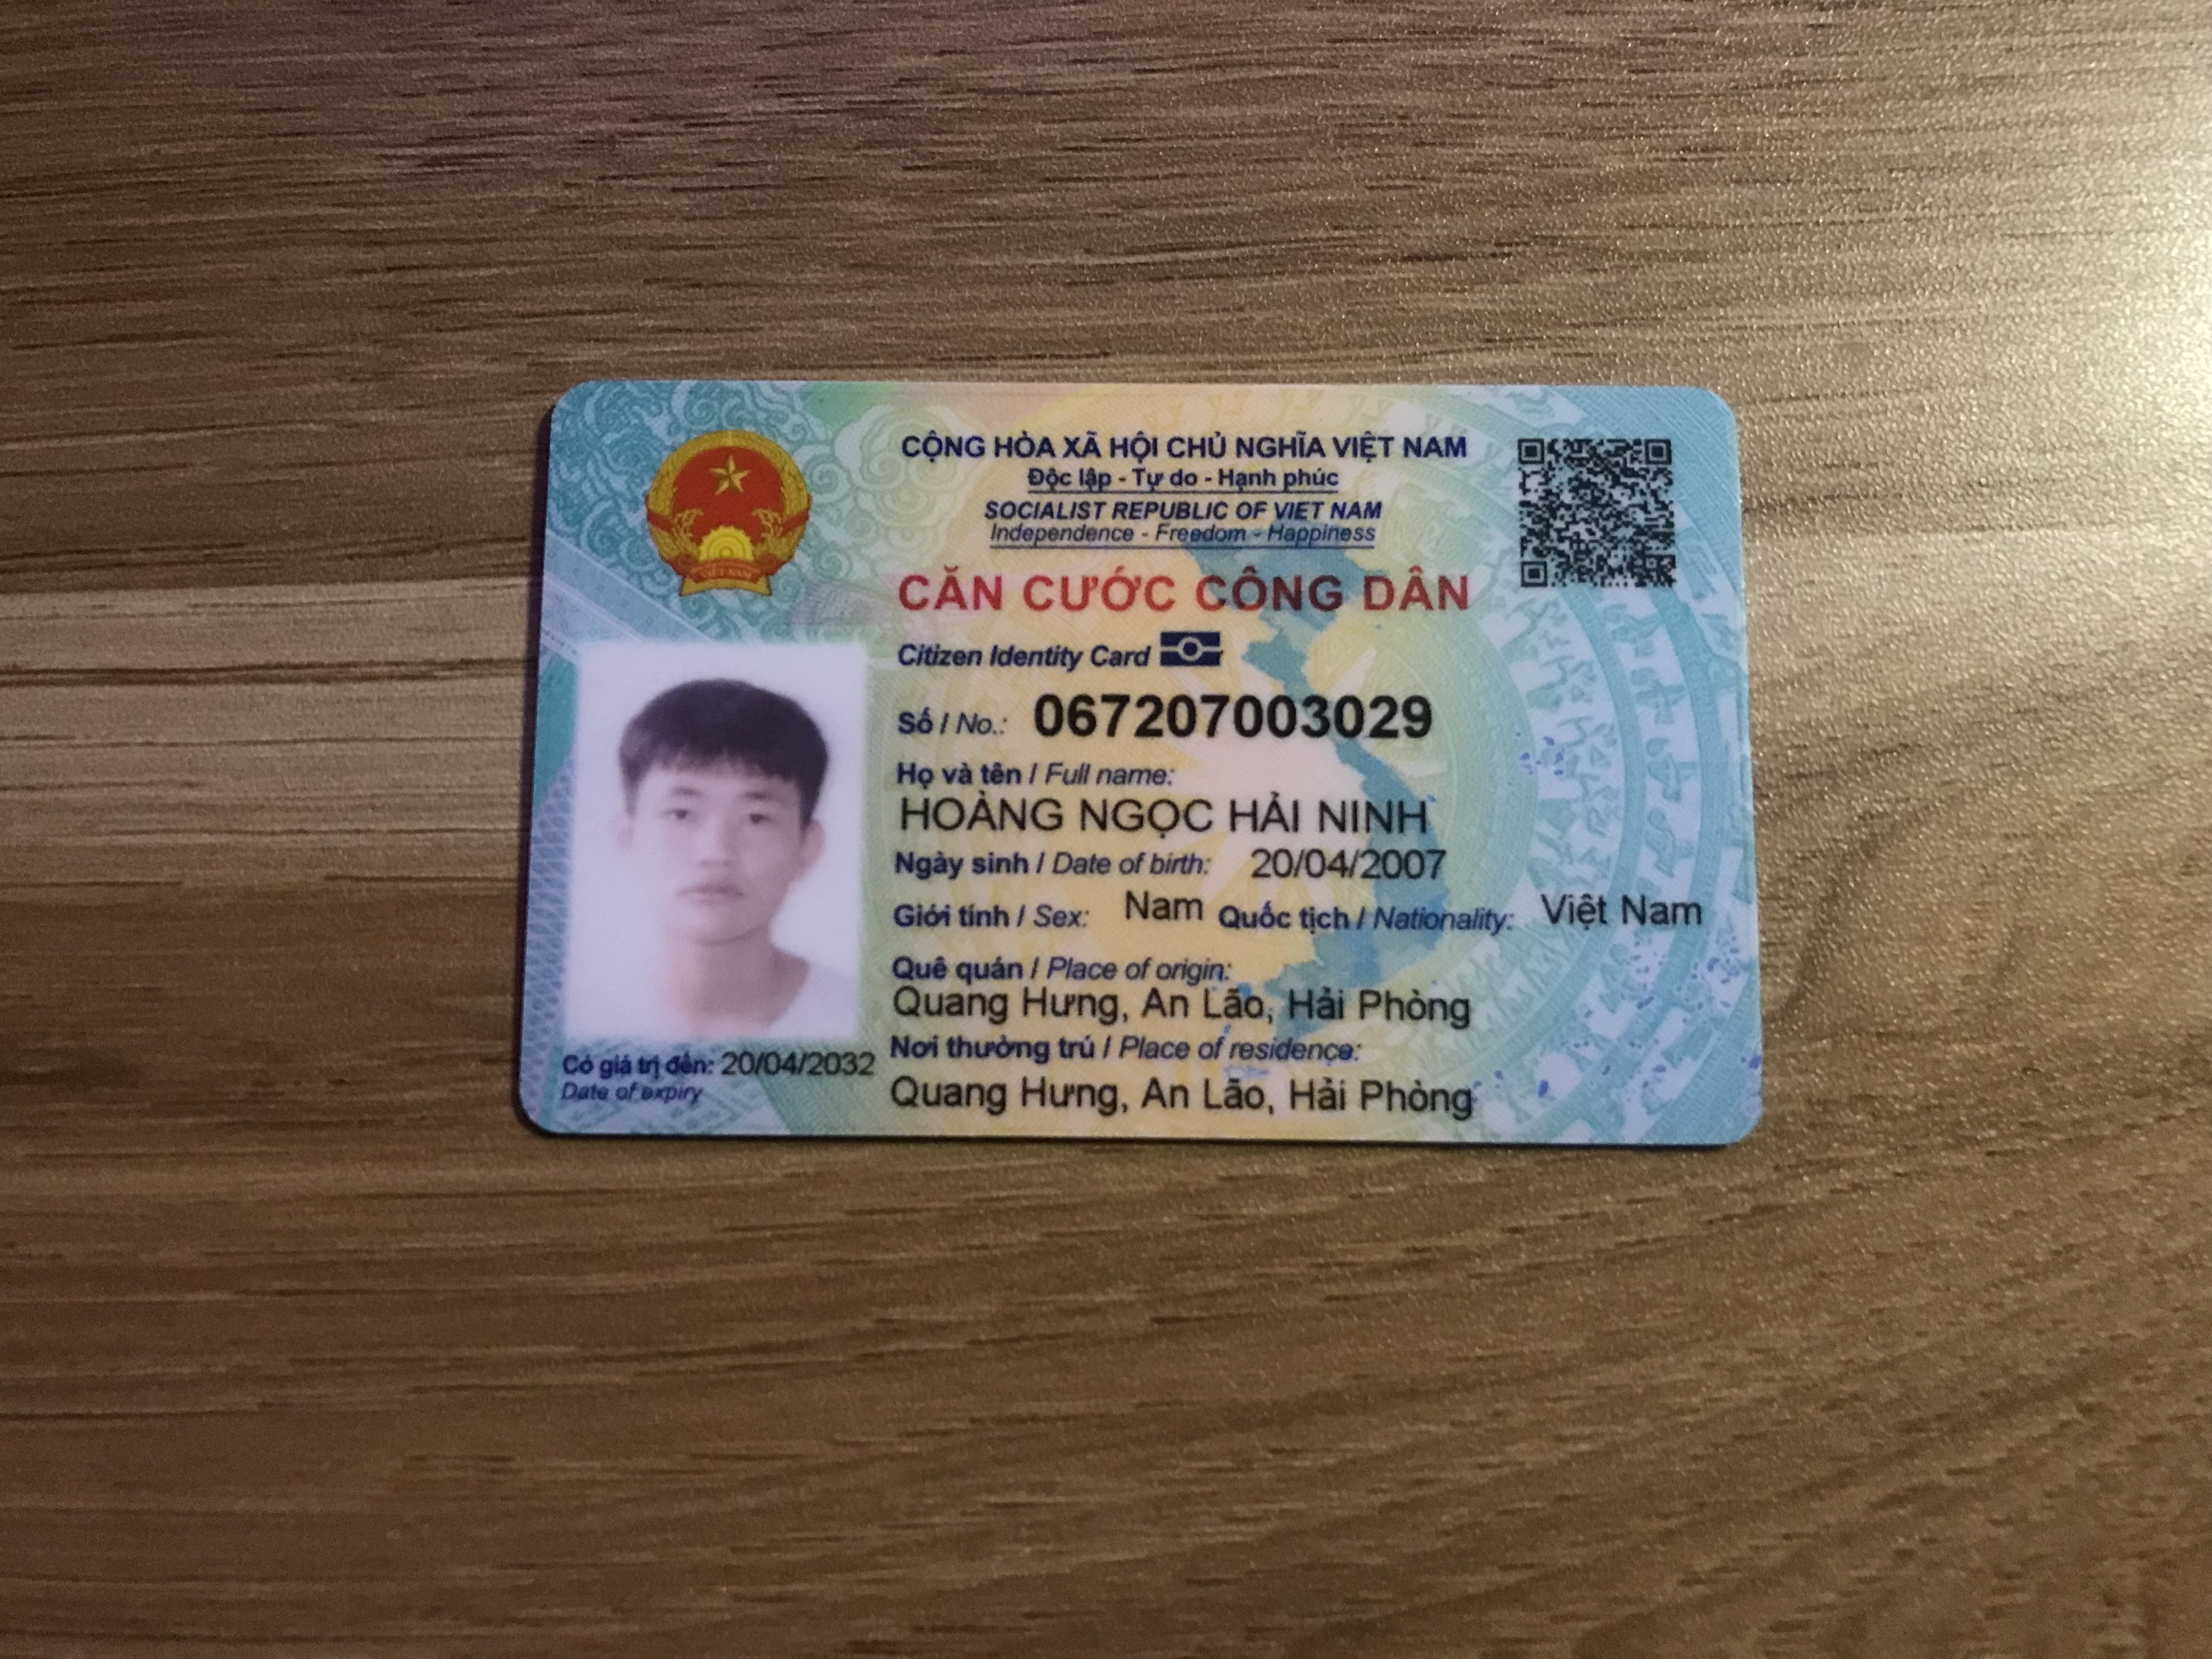 CỘNG HÒA XÃ HỘI CHỦ NGHĨA VIỆT NAM
Độc lập - Tự do - Hạnh phúc
SOCIALIST REPUBLIC OF VIET NAM
Independence - Freedom - Happiness
CĂN CƯỚC CÔNG DÂN
Citizen Identity Card
Số / No.: 067207003029
Họ và tên / Full name:
HOÀNG NGỌC HẢI NINH
Ngày sinh / Date of birth: 20/04/2007
Giới tính / Sex: Nam Quốc tịch / Nationality: Việt Nam
Quê quán / Place of origin:
Quang Hưng, An Lão, Hải Phòng
Nơi thường trú / Place of residence:
Quang Hưng, An Lão, Hải Phòng
Có giá trị đến: 20/04/2032
Date of expiry